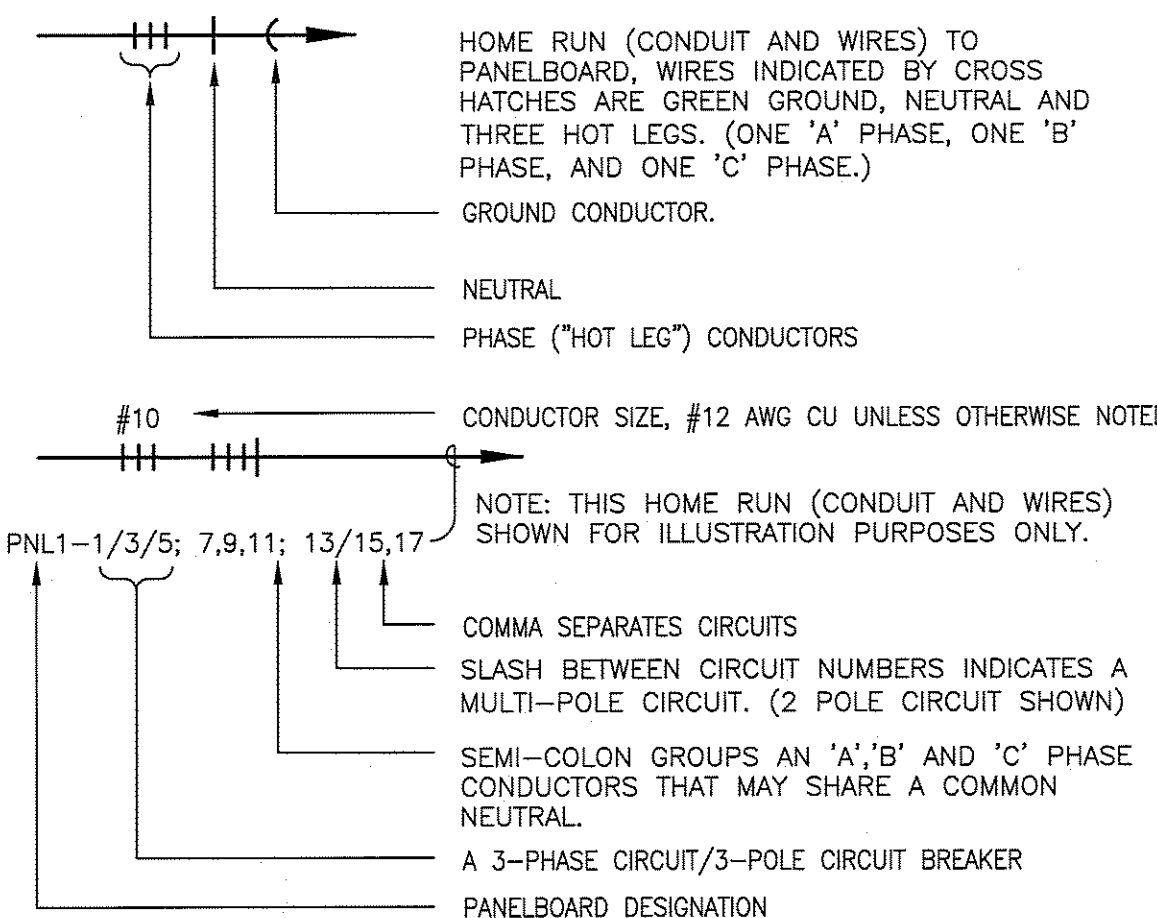 HOME RUN (CONDUIT AND WIRES) TO
PANELBOARD, WIRES INDICATED BY CROSS
HATCHES ARE GREEN GROUND, NEUTRAL AND
THREE HOT LEGS. (ONE 'A' PHASE, ONE 'B'
PHASE, AND ONE 'C' PHASE.)
GROUND CONDUCTOR.
NEUTRAL
PHASE ("HOT LEG") CONDUCTORS
#10
CONDUCTOR SIZE, #12 AWG CU UNLESS OTHERWISE NOTE
NOTE: THIS HOME RUN (CONDUIT AND WIRES)
SHOWN FOR ILLUSTRATION PURPOSES ONLY.
PNL1-1/3/5; 7,9,11; 13/15,17
COMMA SEPARATES CIRCUITS
SLASH BETWEEN CIRCUIT NUMBERS INDICATES A
MULTI-POLE CIRCUIT. (2 POLE CIRCUIT SHOWN)
SEMI-COLON GROUPS AN 'A','B' AND 'C' PHASE
CONDUCTORS THAT MAY SHARE A COMMON
NEUTRAL.
A 3-PHASE CIRCUIT/3-POLE CIRCUIT BREAKER
PANELBOARD DESIGNATION